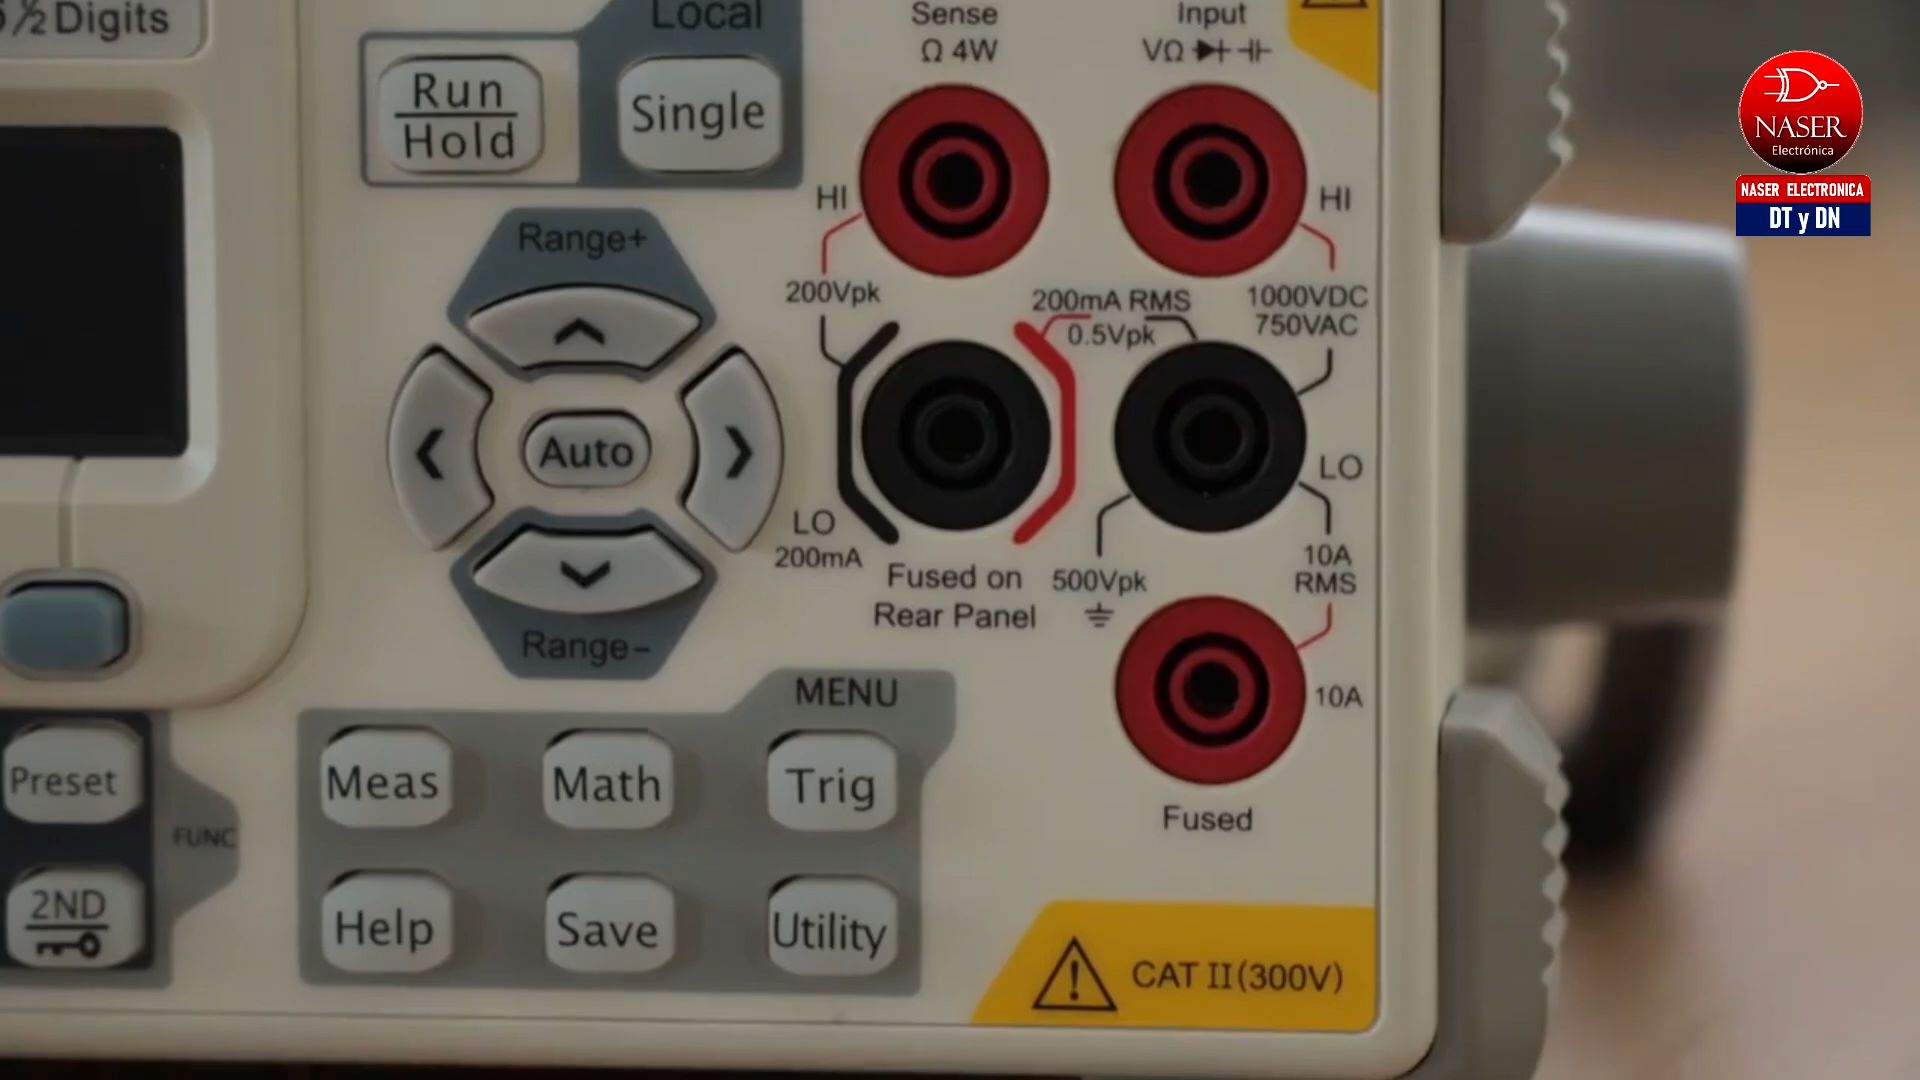 ½ Digits
Local
Run
Hold
Single
Sense
Ω 4W
Input
VΩ
HI
HI
Range+
200Vpk
200mA RMS
0.5Vpk
1000VDC
750VAC
Auto
LO
LO
200mA
Fused on
Rear Panel
500Vpk
10A
RMS
Range–
10A
MENU
Preset
Meas
Math
Trig
Fused
FUNC
2ND
Help
Save
Utility
CAT II(300V)
NASER
Electrónica
NASER ELECTRONICA
DT y DN